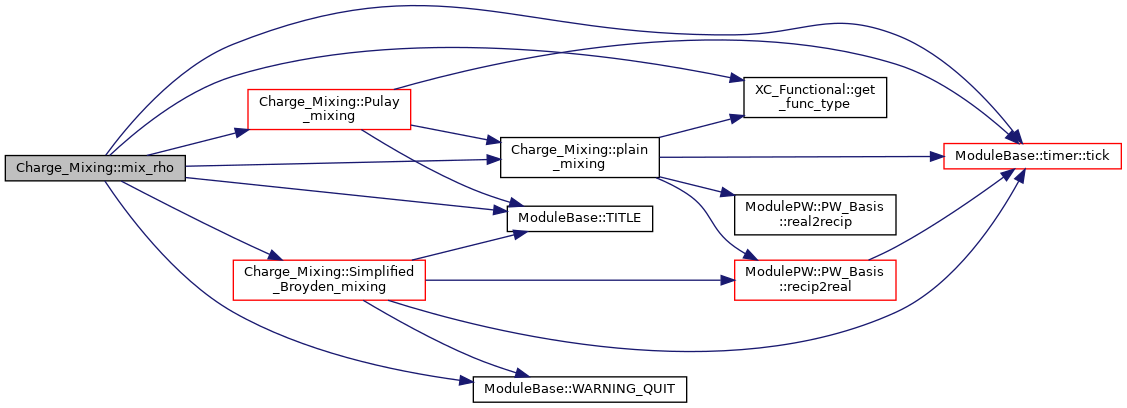 Charge_Mixing::mix_rho
Charge_Mixing::Pulay
_mixing
Charge_Mixing::Simplified
_Broyden_mixing
Charge_Mixing::plain
_mixing
ModuleBase::TITLE
ModuleBase::WARNING_QUIT
XC_Functional::get
_func_type
ModulePW::PW_Basis
::real2recip
ModulePW::PW_Basis
::recip2real
ModuleBase::timer::tick